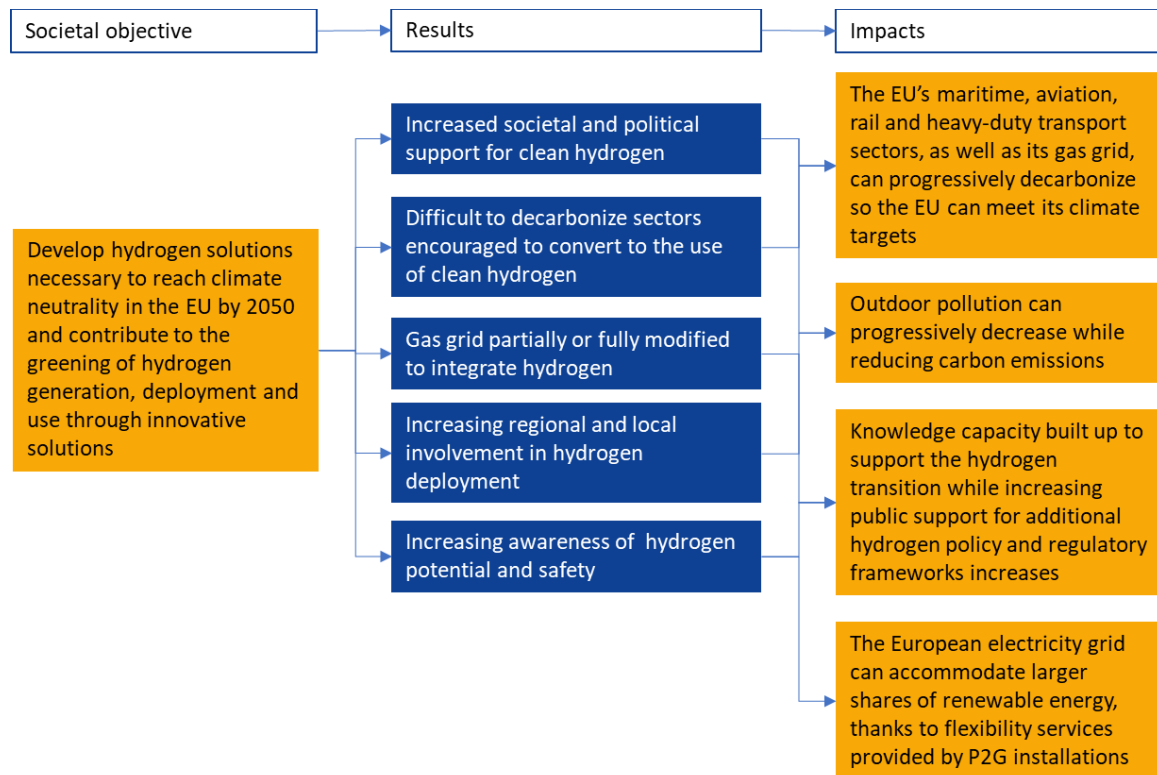 Societal objective
Results
Impacts
Develop hydrogen solutions
necessary to reach climate
neutrality in the EU by 2050
and contribute to the
greening of hydrogen
generation, deployment and
use through innovative
solutions
Increased societal and political
support for clean hydrogen
Difficult to decarbonize sectors
encouraged to convert to the use
of clean hydrogen
Gas grid partially or fully modified
to integrate hydrogen
Increasing regional and local
involvement in hydrogen
deployment
Increasing awareness of hydrogen
potential and safety
The EU's maritime, aviation,
rail and heavy-duty transport
sectors, as well as its gas grid,
can progressively decarbonize
so the EU can meet its climate
targets
Outdoor pollution can
progressively decrease while
reducing carbon emissions
Knowledge capacity built up to
support the hydrogen
transition while increasing
public support for additional
hydrogen policy and regulatory
frameworks increases
The European electricity grid
can accommodate larger
shares of renewable energy,
thanks to flexibility services
provided by P2G installations